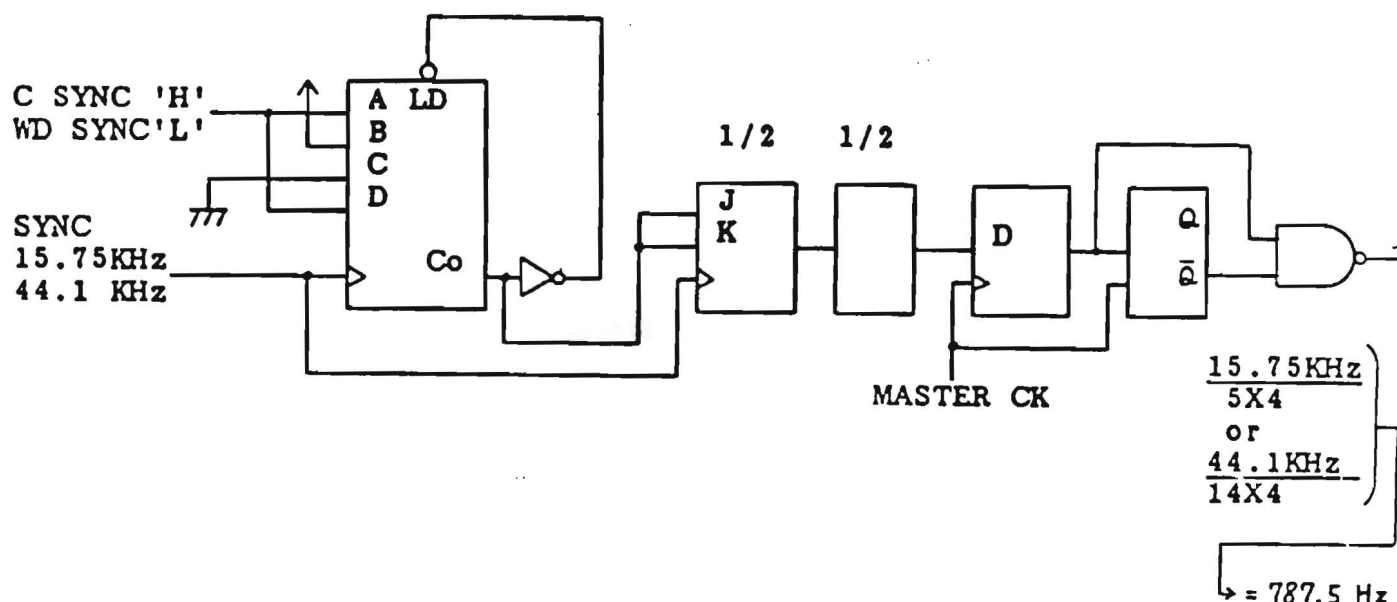 C SYNC 'H'
WD SYNC'L'
A LD
B
C
D
SYNC
15.75KHz
44.1 KHz
Co
1/2
1/2
J
K
D
Q
Q̅
MASTER CK
15.75KHz
5X4
or
44.1KHz
14X4
= 787.5 Hz